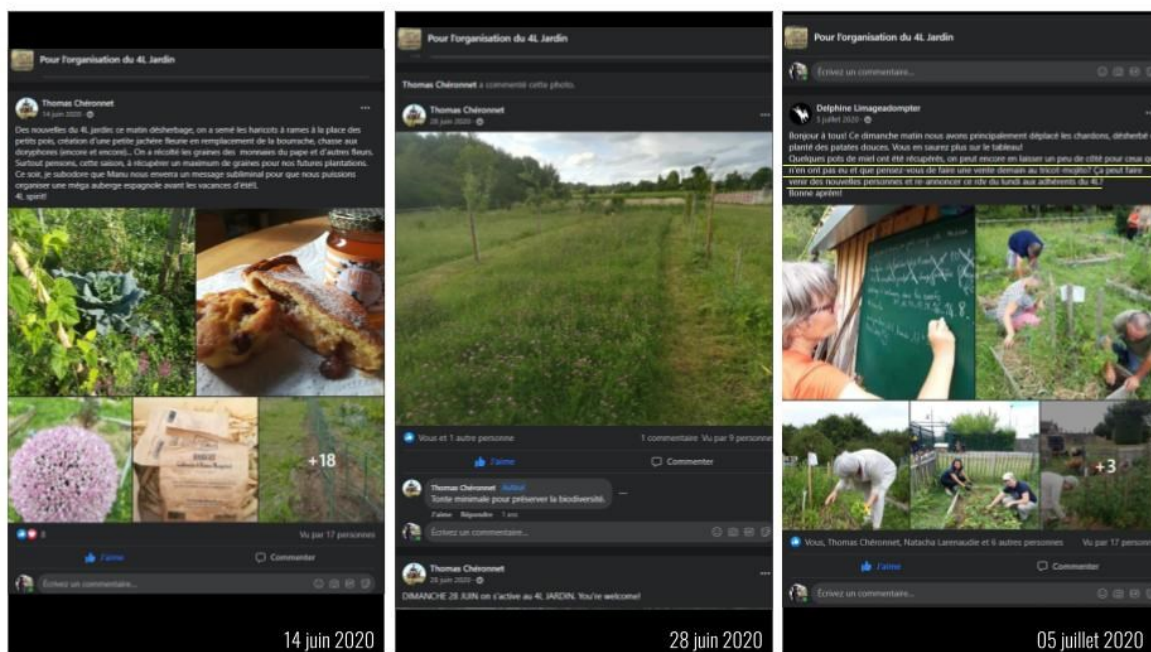 Pour l'organisation du 4L Jardin
Thomas Chéronnet
14 juin 2020
Des nouvelles du 4L jardin: ce matin désherbage, on a semé les haricots à rames à la place des
petits pois, création d'une petite jachère fleurie en remplacement de la bourrache, chasse aux
doryphores (encore et encore)... On a récolté les graines des monnaies du pape et d'autres fleurs.
Surtout pensons, cette saison, à récupérer un maximum de graines pour nos futures plantations.
Ce soir, je subodore que Manu nous enverra un message subliminal pour que nous puissions
organiser une méga auberge espagnole avant les vacances d'été!.
4L spirit!
+18
8
Vu par 17 personnes
J'aime
Commenter
Écrivez un commentaire...
14 juin 2020
Pour l'organisation du 4L Jardin
Thomas Chéronnet a commenté cette photo.
Thomas Chéronnet
28 juin 2020
Vous et 1 autre personne
1 commentaire Vu par 9 personne
J'aime
Commenter
Thomas Chéronnet
Tonte minimale pour préserver la biodiversité.
J'aime Répondre 1 ans
Écrivez un commentaire...
Thomas Chéronnet
28 juin 2020
DIMANCHE 28 JUIN on s'active au 4L JARDIN. You're welcome!
28 juin 2020
Pour l'organisation du 4L Jardin
Écrivez un commentaire...
Delphine Limageadompter
5 juillet 2020
Bonjour à tous! Ce dimanche matin nous avons principalement déplacé les chardons, désherbé
planté des patates douces. Vous en saurez plus sur le tableau!
Quelques pots de miel ont été récupérés, on peut encore en laisser un peu de côté pour ceux qu
n'en ont pas eu et que pensez-vous de faire une vente demain au tricot-mojito? Ça peut faire
venir des nouvelles personnes et re-annoncer ce rdv du lundi aux adhérents du 4L?
Bonne aprèm!
+3
Vous, Thomas Chéronnet, Natacha Larenaudie et 6 autres personnes
Vu par 17 personn
J'aime
Commenter
Écrivez un commentaire...
05 juillet 2020